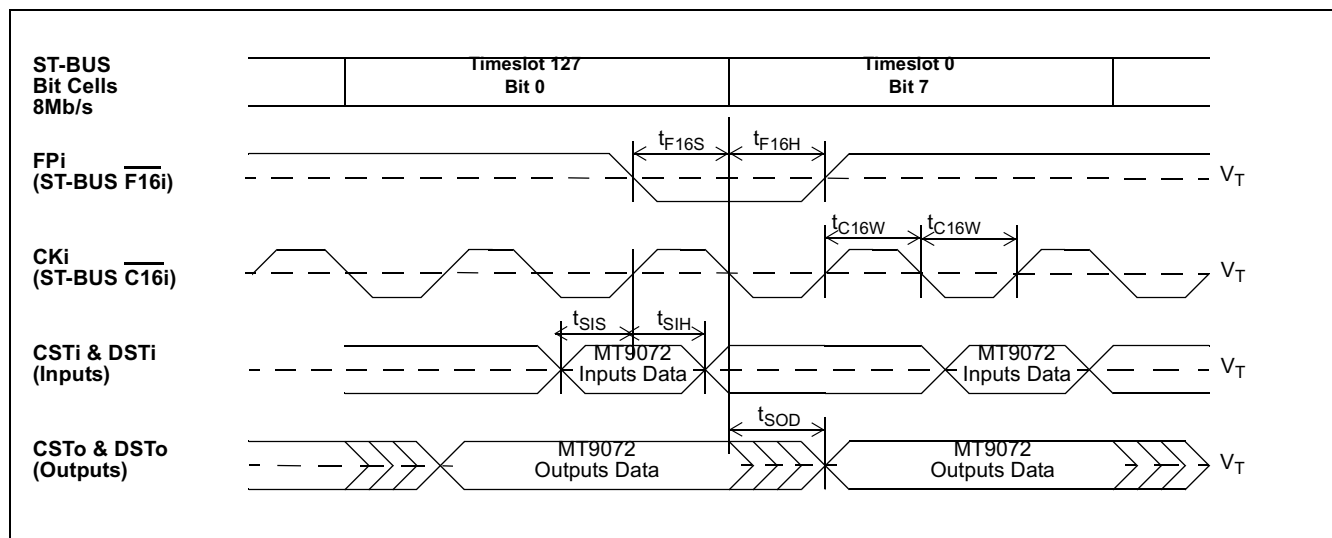 ST-BUS
Bit Cells
8Mb/s
Timeslot 127
Bit 0
Timeslot 0
Bit 7
tF16S
tF16H
FPi
(ST-BUS F16i)
VT
tC16W
tC16W
CKi
(ST-BUS C16i)
VT
tSIS
tSIH
CSTi & DSTi
(Inputs)
MT9072
Inputs Data
MT9072
Inputs Data
VT
tSOD
CSTo & DSTo
(Outputs)
MT9072
Outputs Data
MT9072
Outputs Data
VT